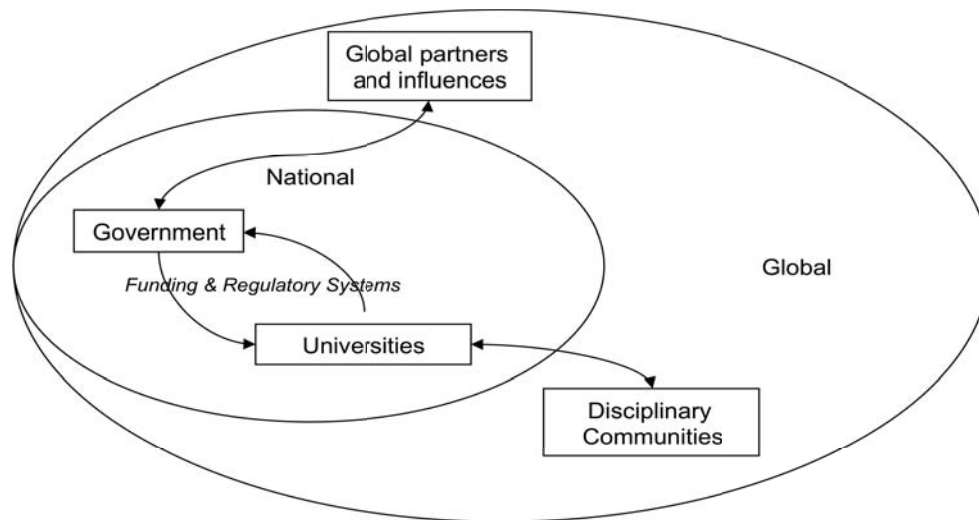 Global partners
and influences
National
Government
Global
Funding & Regulatory Systems
Universities
Disciplinary
Communities